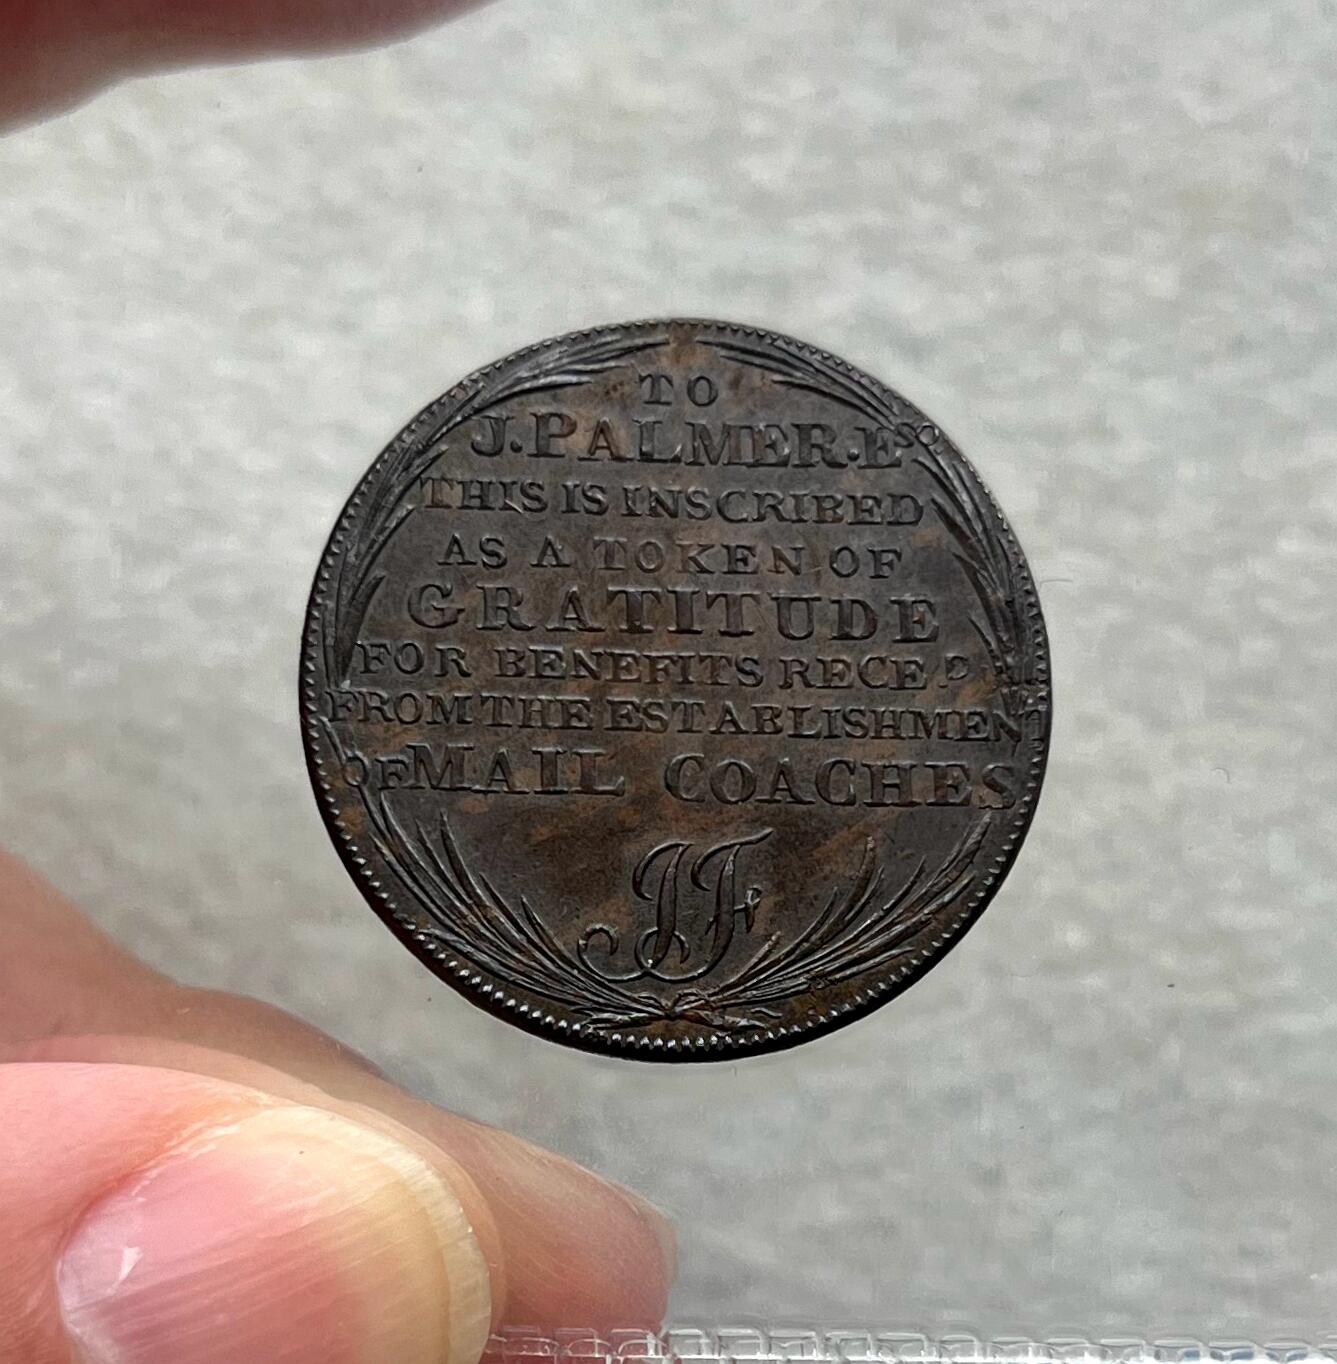 TO
J.PALMER.ESQ
THIS IS INSCRIBED
AS A TOKEN OF
GRATITUDE
FOR BENEFITS RECED
FROM THE ESTABLISHMENT
OF MAIL COACHES
JF